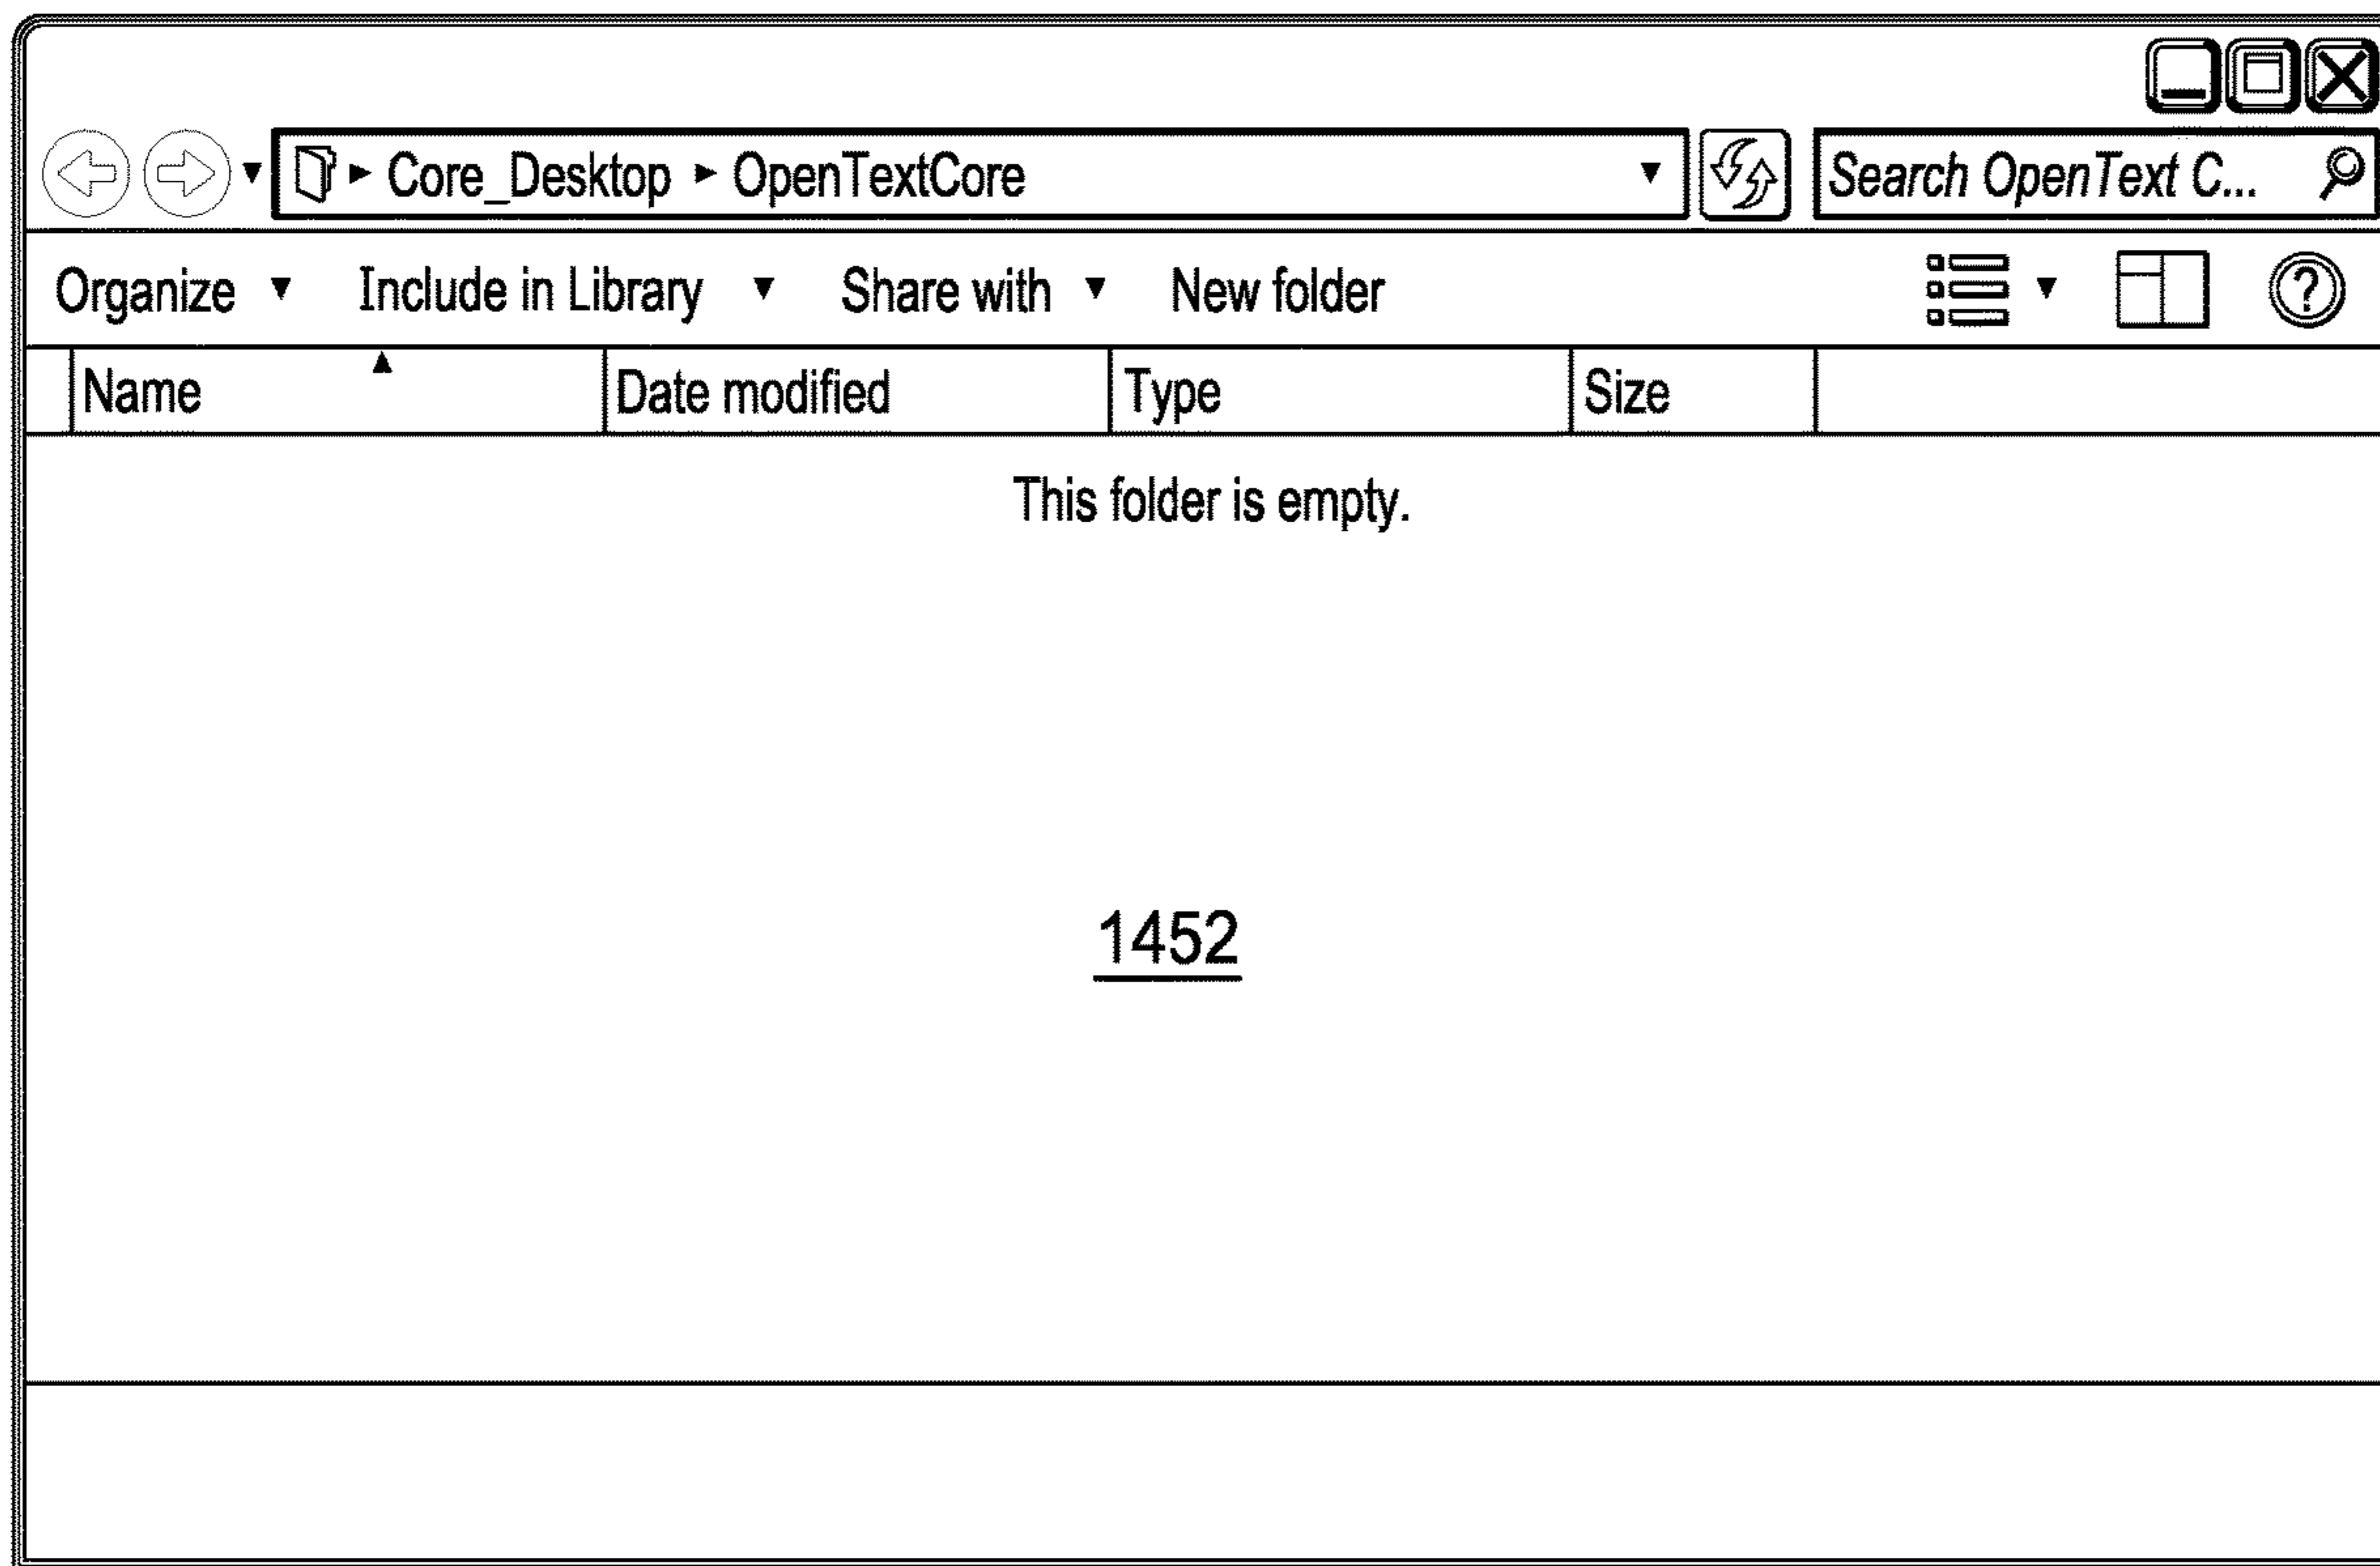 Core_Desktop ▸ OpenTextCore Search OpenText C...
Organize Include in Library Share with New folder
Name Date modified Type Size
This folder is empty.
1452